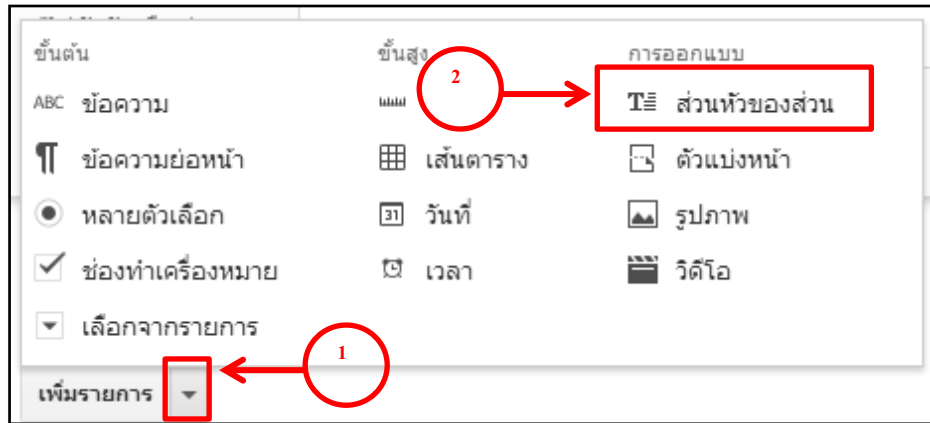 ขั้นต้น ขั้นสูง การออกแบบ
ABC ข้อความ 2 T ส่วนหัวของส่วน
¶ ข้อความย่อหน้า เส้นตาราง ตัวแบ่งหน้า
หลายตัวเลือก 31 วันที่ รูปภาพ
ช่องทำเครื่องหมาย เวลา วิดีโอ
เลือกจากรายการ
1
เพิ่มรายการ